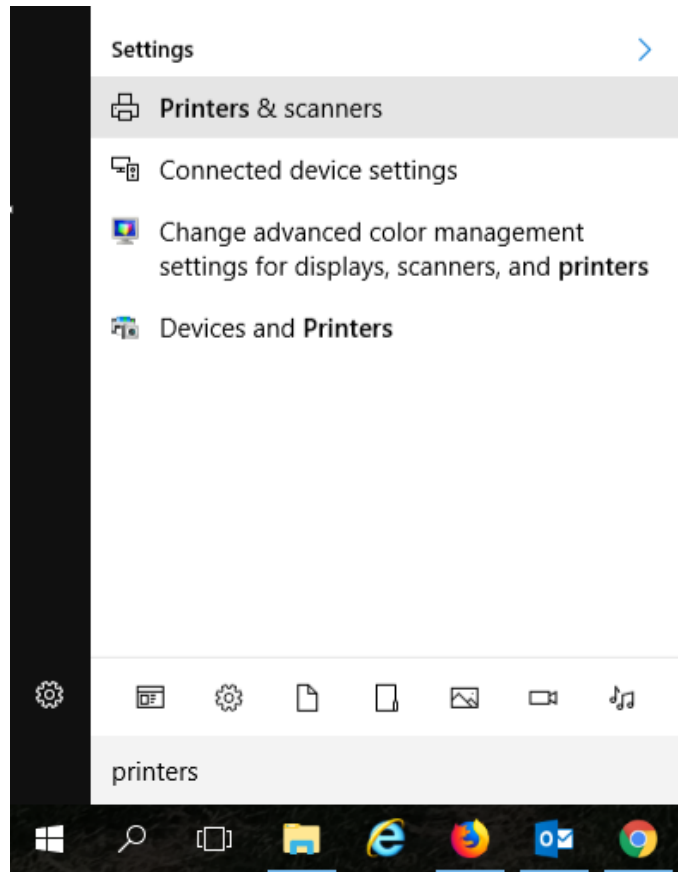 Settings
Printers & scanners
Connected device settings
Change advanced color management
settings for displays, scanners, and printers
Devices and Printers
printers